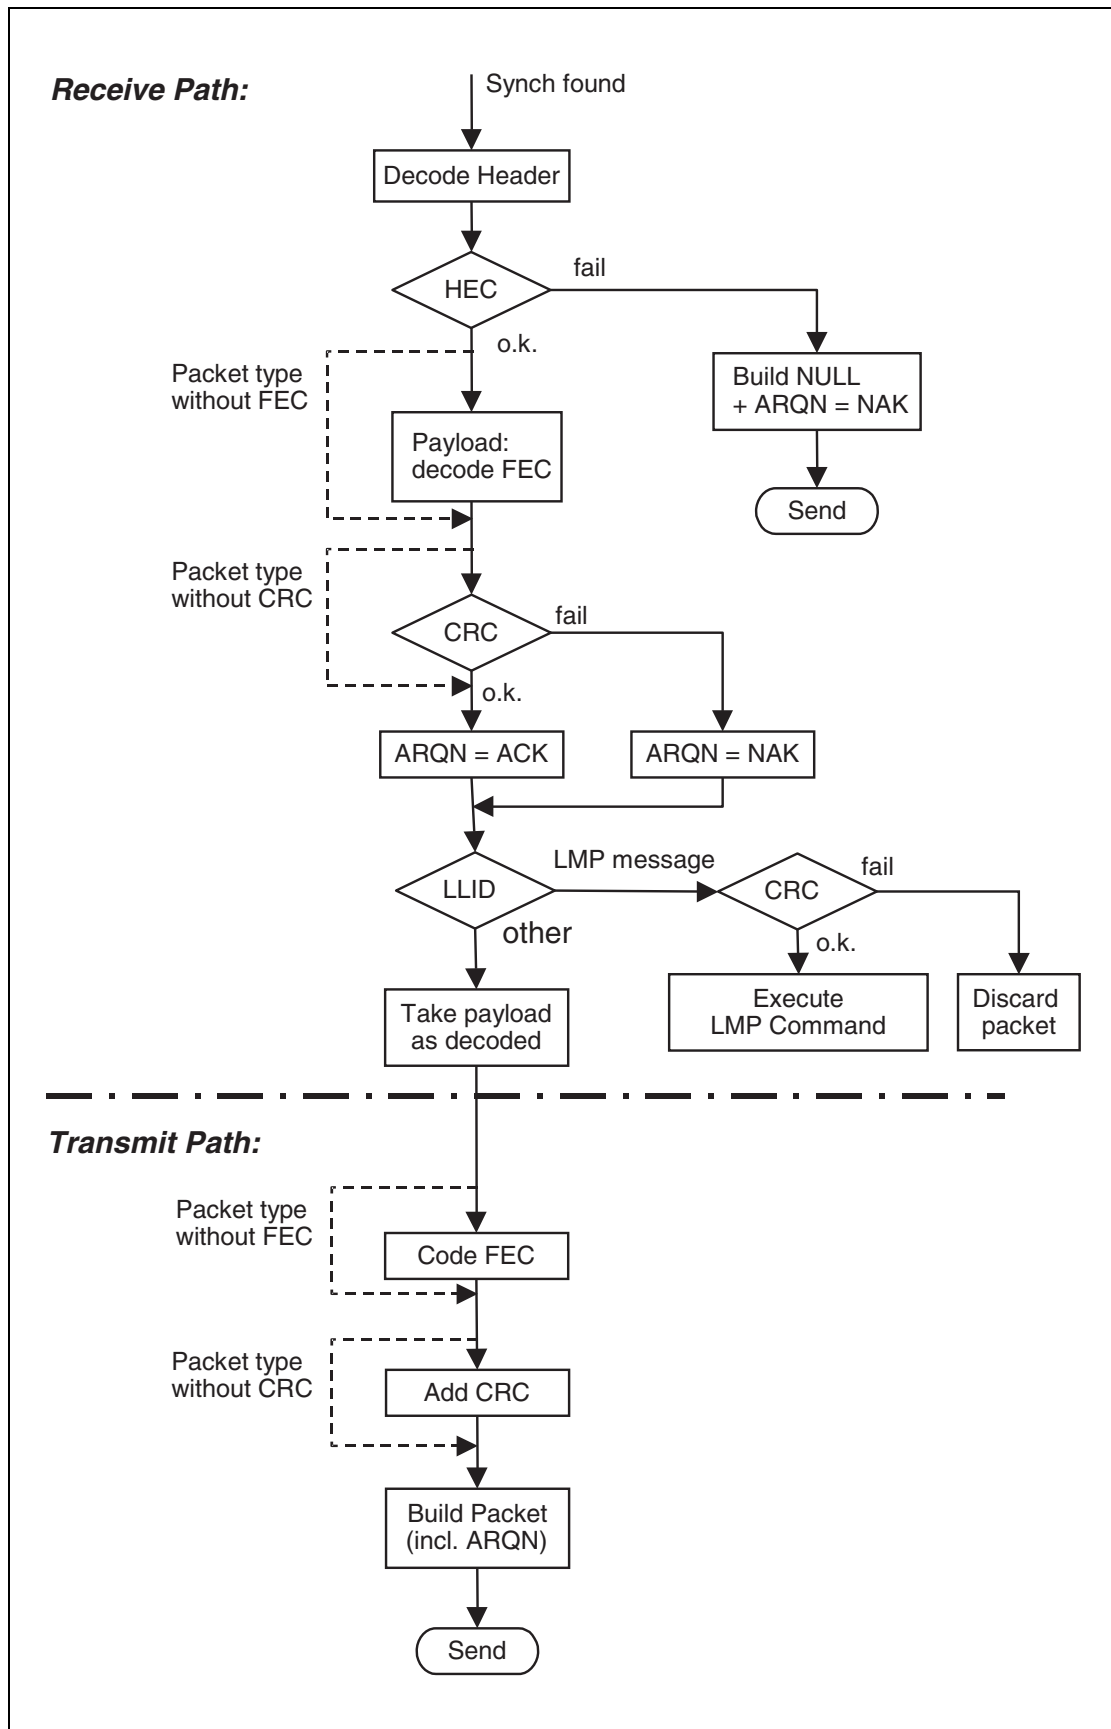 Receive Path:
Synch found
Decode Header
HEC
fail
o.k.
Packet type
without FEC
Build NULL
+ ARQN = NAK
Payload:
decode FEC
Send
Packet type
without CRC
CRC
fail
o.k.
ARQN = ACK
ARQN = NAK
LLID
LMP message
CRC
fail
other
o.k.
Take payload
as decoded
Execute
LMP Command
Discard
packet
Transmit Path:
Packet type
without FEC
Code FEC
Packet type
without CRC
Add CRC
Build Packet
(incl. ARQN)
Send